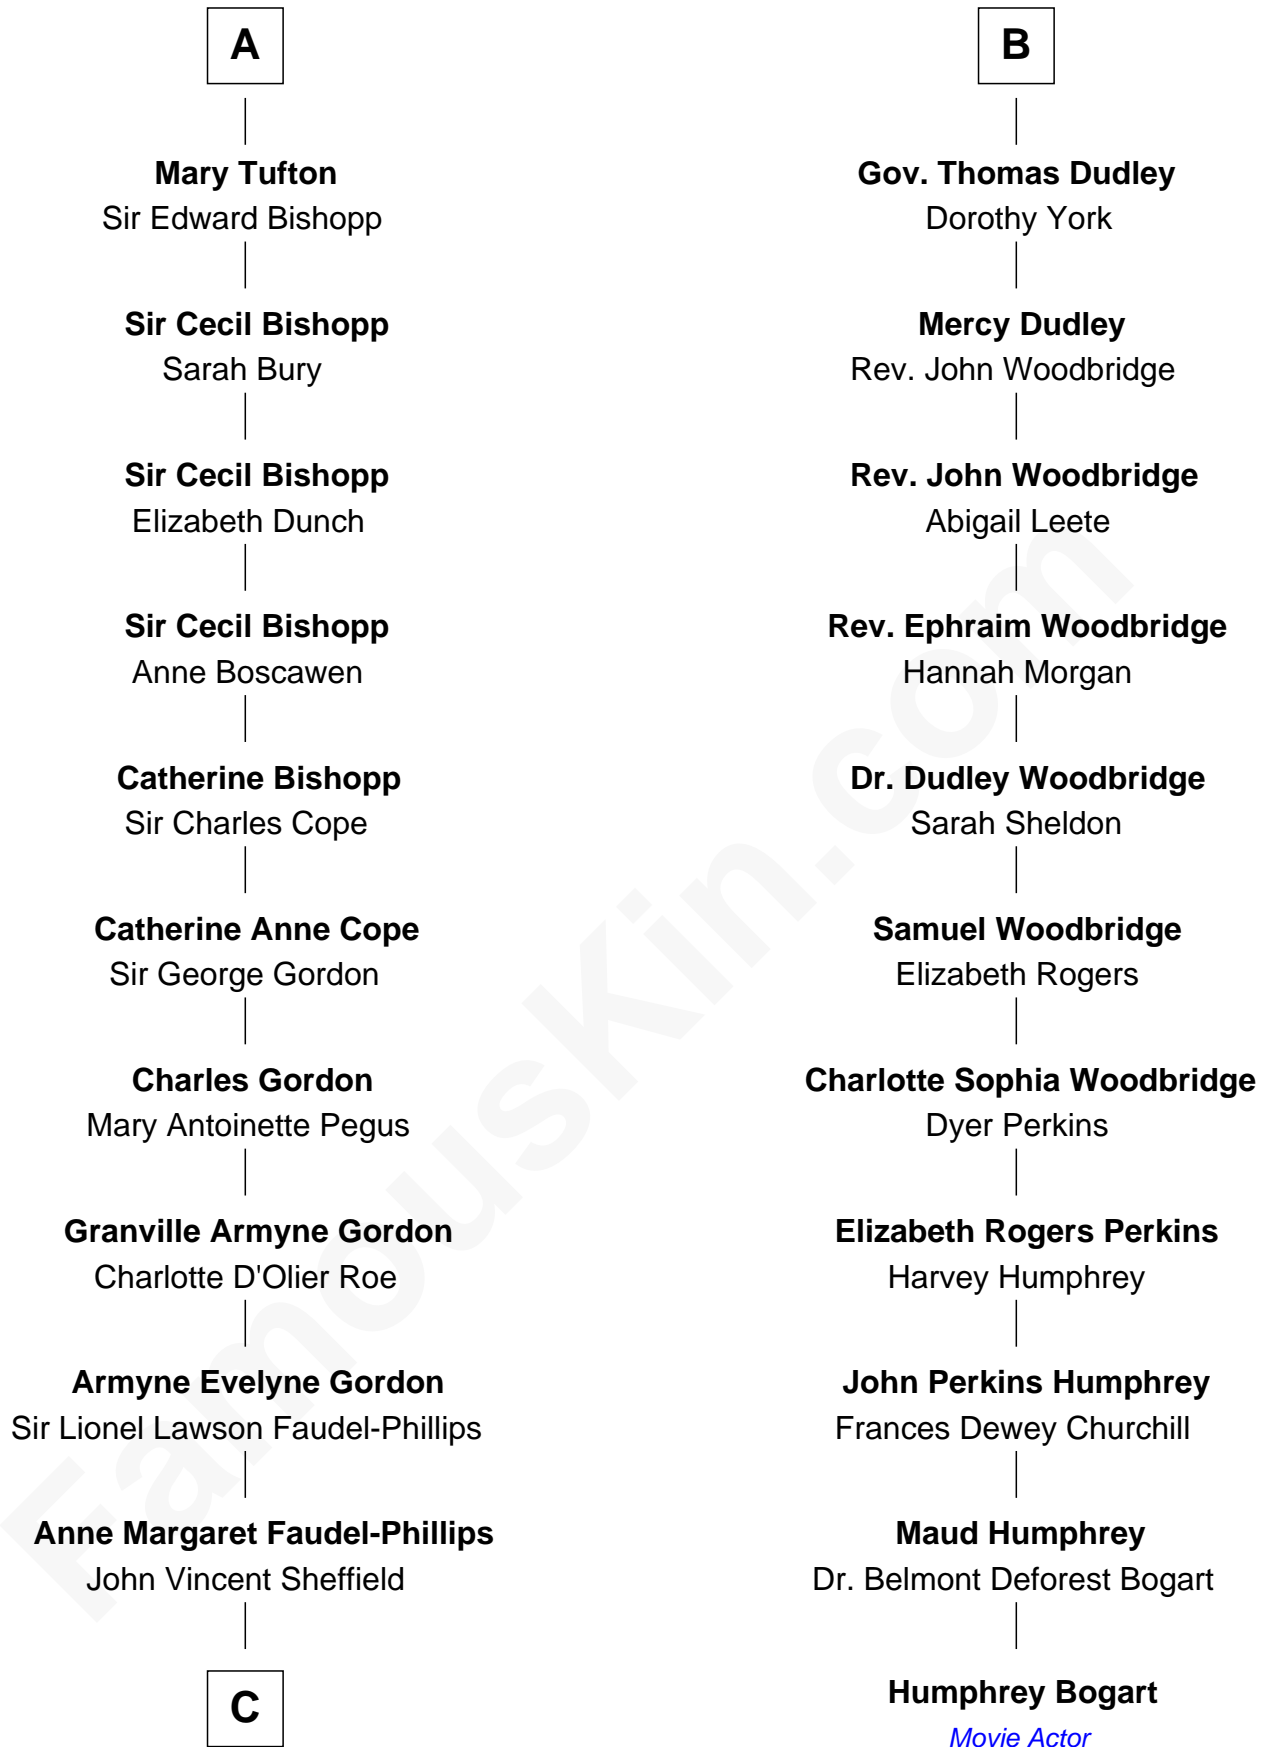 A
Mary Tufton
Sir Edward Bishopp
Sir Cecil Bishopp
Sarah Bury
Sir Cecil Bishopp
Elizabeth Dunch
Sir Cecil Bishopp
Anne Boscawen
Catherine Bishopp
Sir Charles Cope
Catherine Anne Cope
Sir George Gordon
Charles Gordon
Mary Antoinette Pegus
Granville Armyne Gordon
Charlotte D'Olier Roe
Armyne Evelyne Gordon
Sir Lionel Lawson Faudel-Phillips
Anne Margaret Faudel-Phillips
John Vincent Sheffield
C
B
Gov. Thomas Dudley
Dorothy York
Mercy Dudley
Rev. John Woodbridge
Rev. John Woodbridge
Abigail Leete
Rev. Ephraim Woodbridge
Hannah Morgan
Dr. Dudley Woodbridge
Sarah Sheldon
Samuel Woodbridge
Elizabeth Rogers
Charlotte Sophia Woodbridge
Dyer Perkins
Elizabeth Rogers Perkins
Harvey Humphrey
John Perkins Humphrey
Frances Dewey Churchill
Maud Humphrey
Dr. Belmont Deforest Bogart
Humphrey Bogart
Movie Actor
FamousKin.com